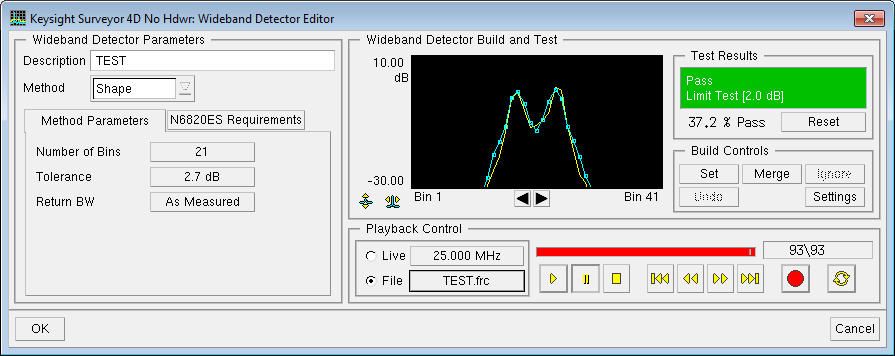 Keysight Surveyor 4D No Hdwr: Wideband Detector Editor
Wideband Detector Parameters
Description TEST
Method Shape
Method Parameters N6820ES Requirements
Number of Bins 21
Tolerance 2.7 dB
Return BW As Measured
Wideband Detector Build and Test
10.00
dB
-30.00
Bin 1 Bin 41
Test Results
Pass
Limit Test [2.0 dB]
37.2 % Pass Reset
Build Controls
Set Merge Ignore
Undo Settings
Playback Control
Live 25.000 MHz
File TEST.frc
93\93
OK Cancel